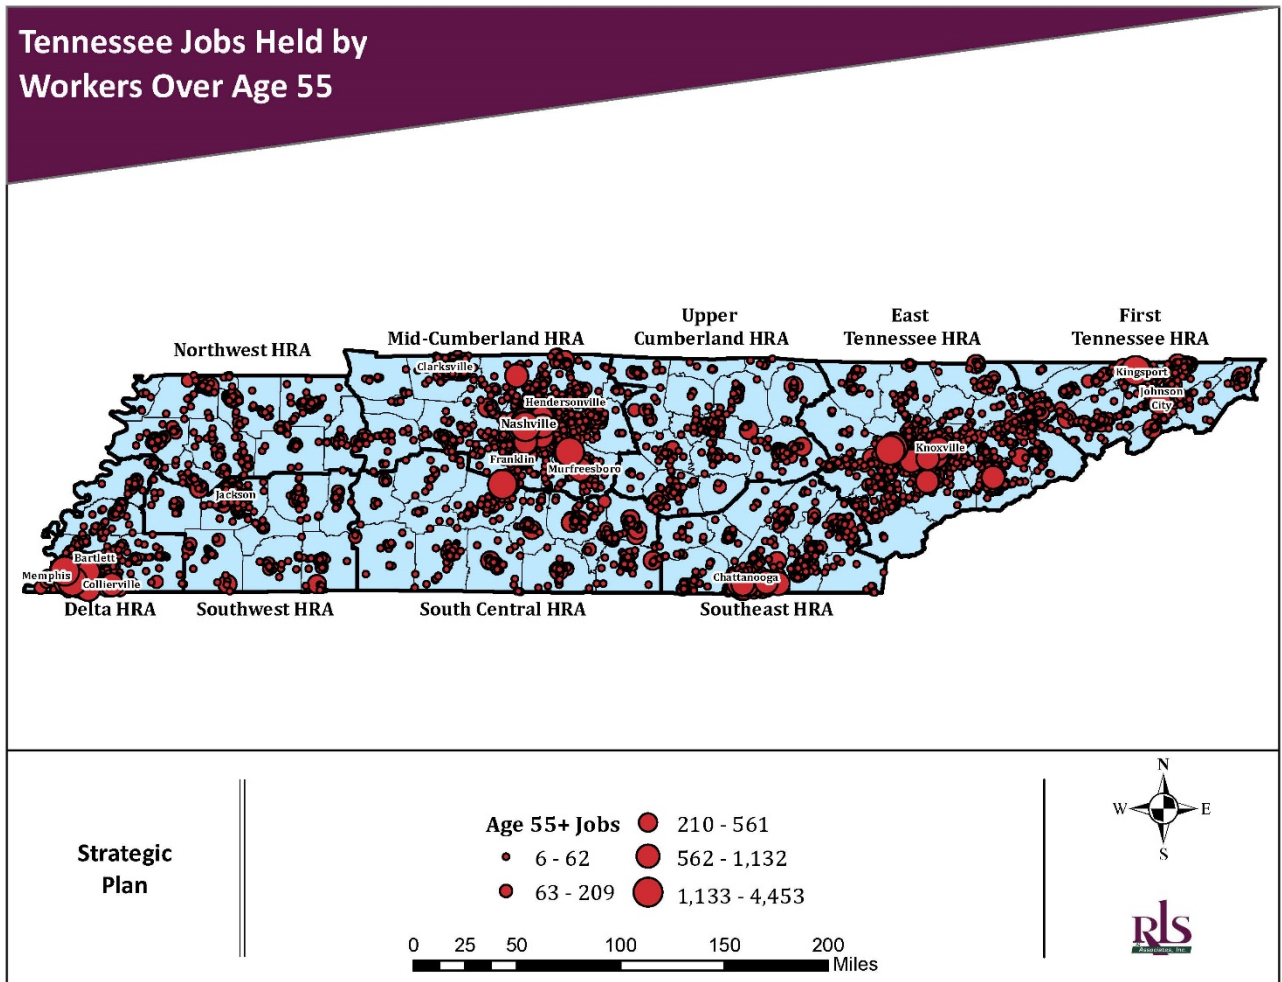 Tennessee Jobs Held by
Workers Over Age 55
Upper
Cumberland HRA
East
Tennessee HRA
First
Tennessee HRA
Mid-Cumberland HRA
Northwest HRA
Clarksville
Kingsport
Johnson
City
Hendersonville
Nashville
Knoxville
Franklin
Murfreesboro
Jackson
Bartlett
Memphis
Collierville
Chattanooga
Delta HRA
Southwest HRA
South Central HRA
Southeast HRA
Strategic
Plan
Age 55+ Jobs
6 - 62
63 - 209
210 - 561
562 - 1,132
1,133 - 4,453
0 25 50 100 150 200
Miles
N
W E
S
RLS
& Associates, Inc.